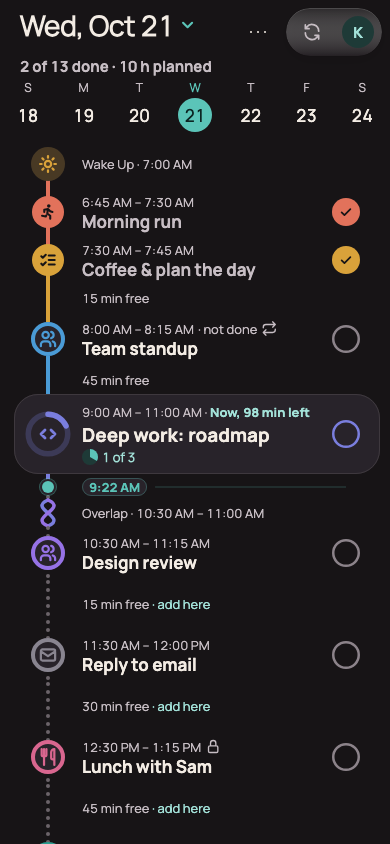 Wed, Oct 21
...
K
2 of 13 done · 10 h planned
S M T W T F S
18 19 20 21 22 23 24
Wake Up · 7:00 AM
6:45 AM – 7:30 AM
Morning run
7:30 AM – 7:45 AM
Coffee & plan the day
15 min free
8:00 AM – 8:15 AM · not done
Team standup
45 min free
9:00 AM – 11:00 AM · Now, 98 min left
Deep work: roadmap
1 of 3
9:22 AM
Overlap · 10:30 AM – 11:00 AM
10:30 AM – 11:15 AM
Design review
15 min free · add here
11:30 AM – 12:00 PM
Reply to email
30 min free · add here
12:30 PM – 1:15 PM
Lunch with Sam
45 min free · add here